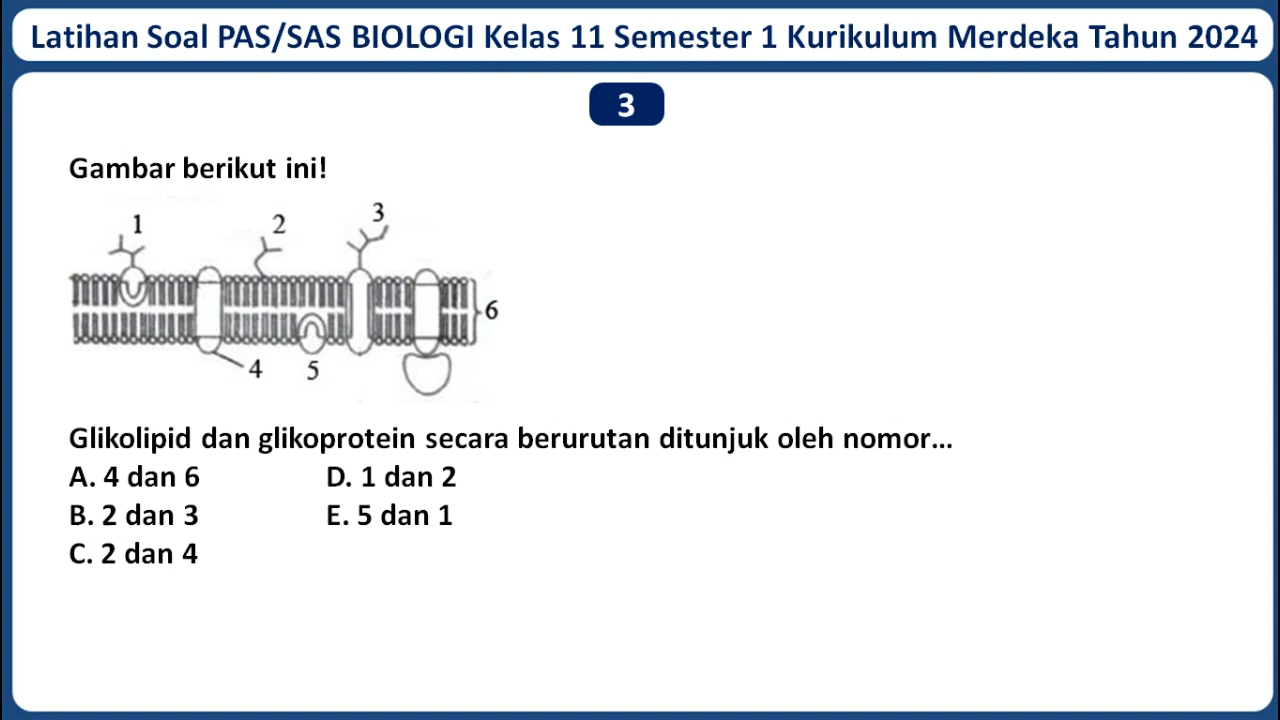 Latihan Soal PAS/SAS BIOLOGI Kelas 11 Semester 1 Kurikulum Merdeka Tahun 2024
3
Gambar berikut ini!
1
2
3
6
4
5
Glikolipid dan glikoprotein secara berurutan ditunjuk oleh nomor...
A. 4 dan 6
D. 1 dan 2
B. 2 dan 3
E. 5 dan 1
C. 2 dan 4